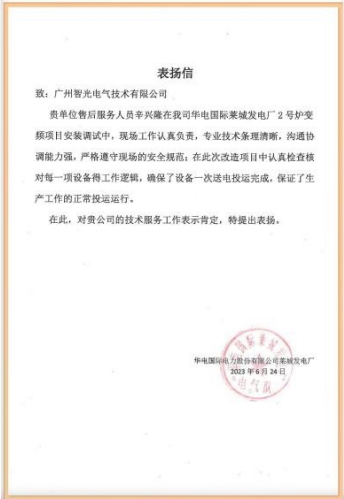 表扬信
致：广州智光电气技术有限公司
贵单位售后服务人员辛兴隆在我司华电国际莱城发电厂 2 号炉变
频项目安装调试中，现场工作认真负责，专业技术条理清晰，沟通协
调能力强，严格遵守现场的安全规范；在此次改造项目中认真检查核
对每一项设备得工作逻辑，确保了设备一次送电投运完成，保证了生
产工作的正常投运运行。
在此，对贵公司的技术服务工作表示肯定，特提出表扬。
华电国际电力股份有限公司莱城发电厂
2023 年 6 月 24 日